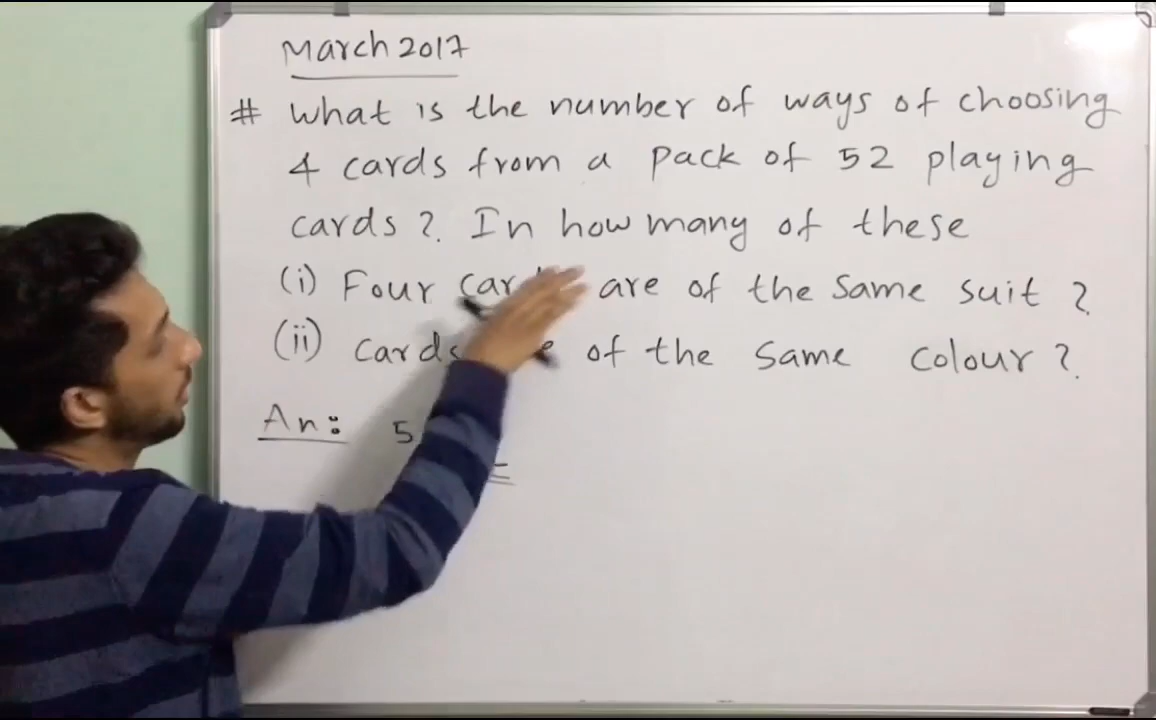 March 2017
# What is the number of ways of choosing
4 cards from a pack of 52 playing
cards ? In how many of these
(i) Four are of the same suit ?
(ii) cards of the same colour ?
An: 5